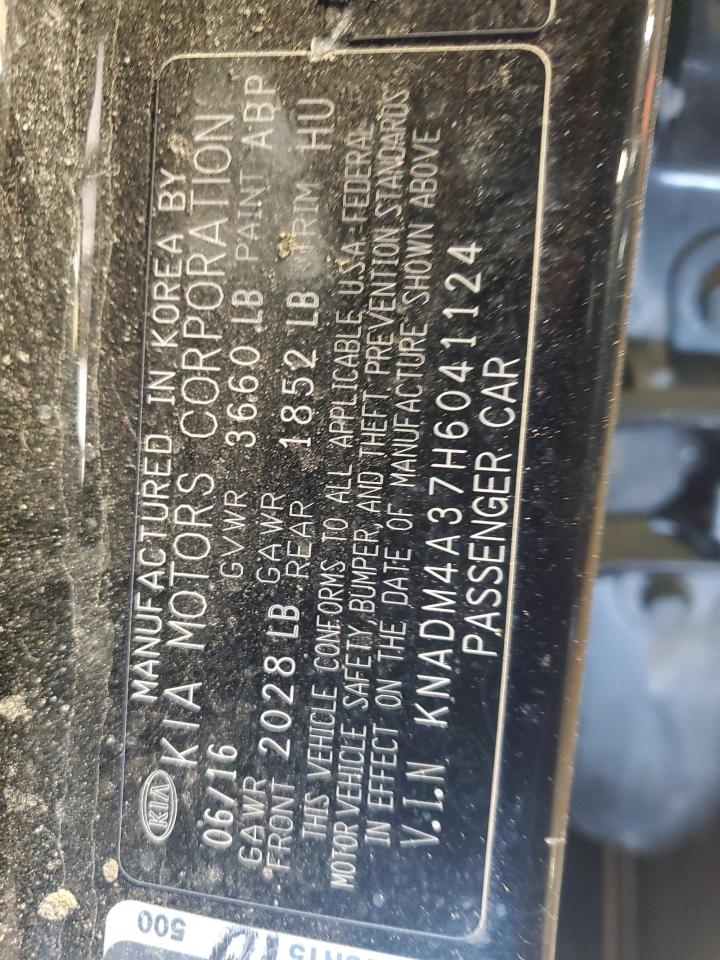 KIA
MANUFACTURED IN KOREA BY
KIA MOTORS CORPORATION
06/16 GVWR 3660 LB PAINT ABP
GAWR FRONT 2028 LB GAWR REAR 1852 LB TRIM HU
THIS VEHICLE CONFORMS TO ALL APPLICABLE U.S.A. FEDERAL
MOTOR VEHICLE SAFETY, BUMPER, AND THEFT PREVENTION STANDARDS
IN EFFECT ON THE DATE OF MANUFACTURE SHOWN ABOVE
V.I.N KNADM4A37H6041124
PASSENGER CAR
500